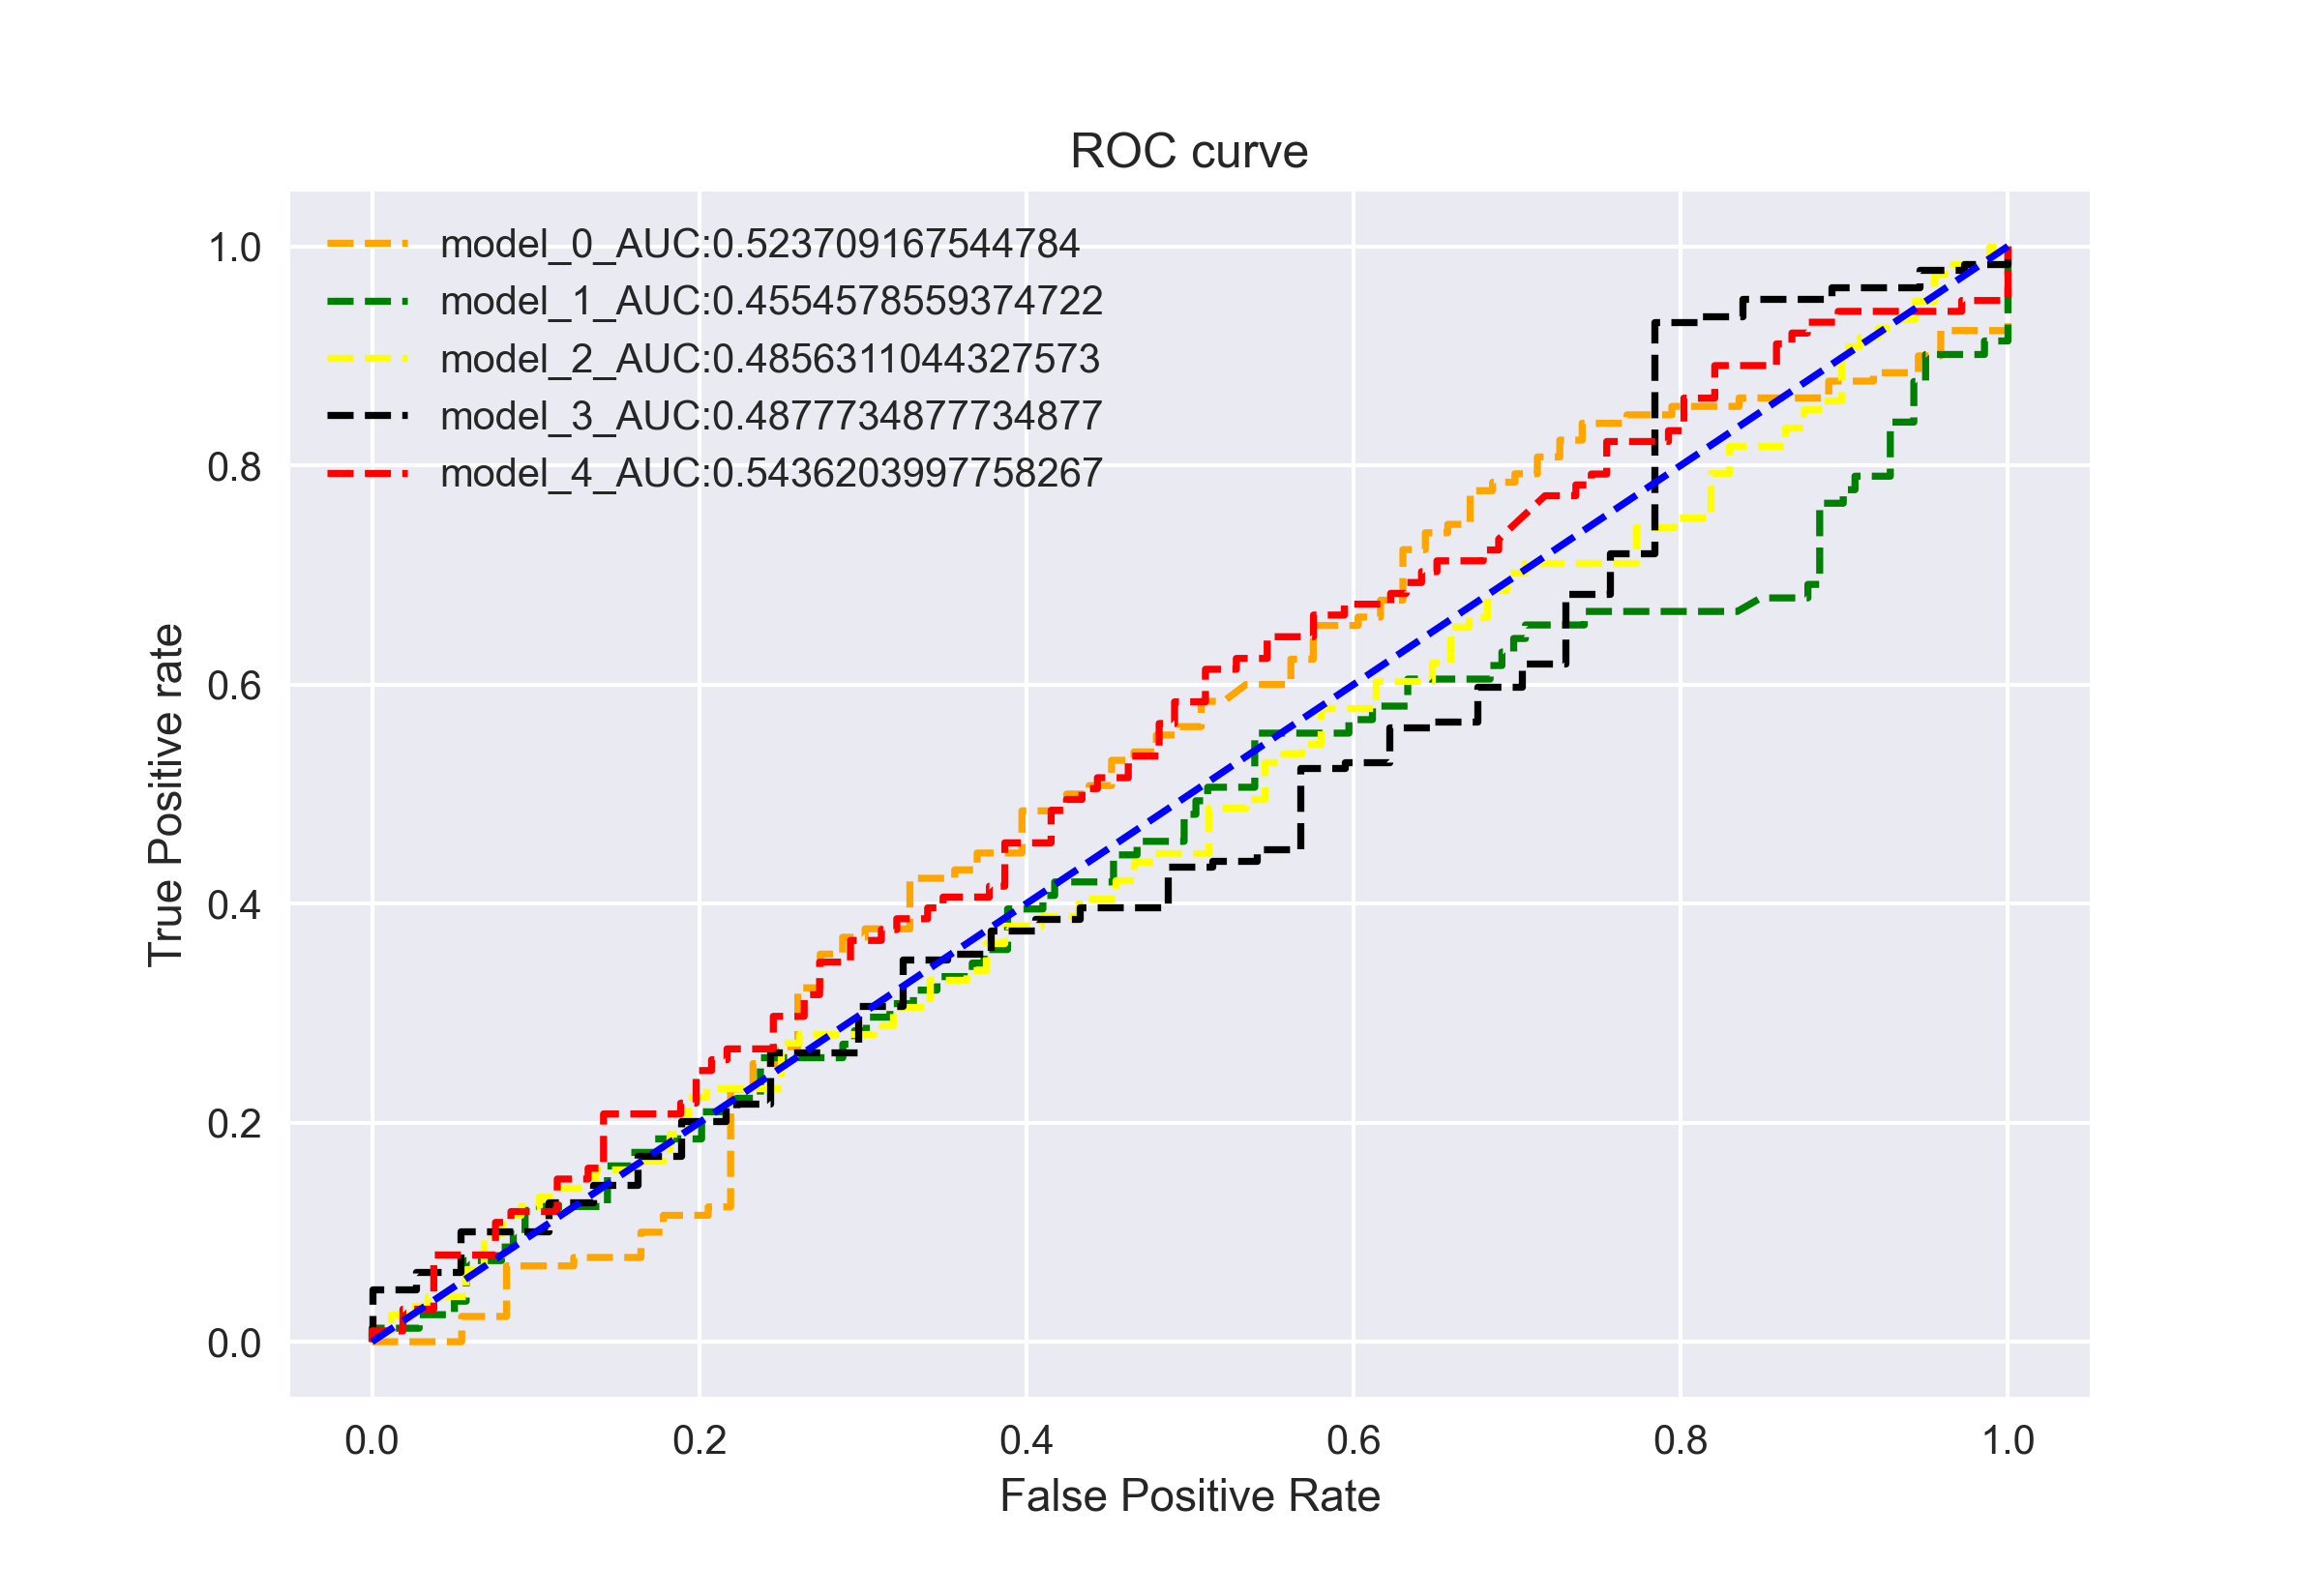 ROC curve
model_0_AUC:0.523709167544784
model_1_AUC:0.4554578559374722
model_2_AUC:0.4856311044327573
model_3_AUC:0.4877734877734877
model_4_AUC:0.5436203997758267
1.0
0.8
0.6
0.4
0.2
0.0
True Positive rate
0.0 0.2 0.4 0.6 0.8 1.0
False Positive Rate